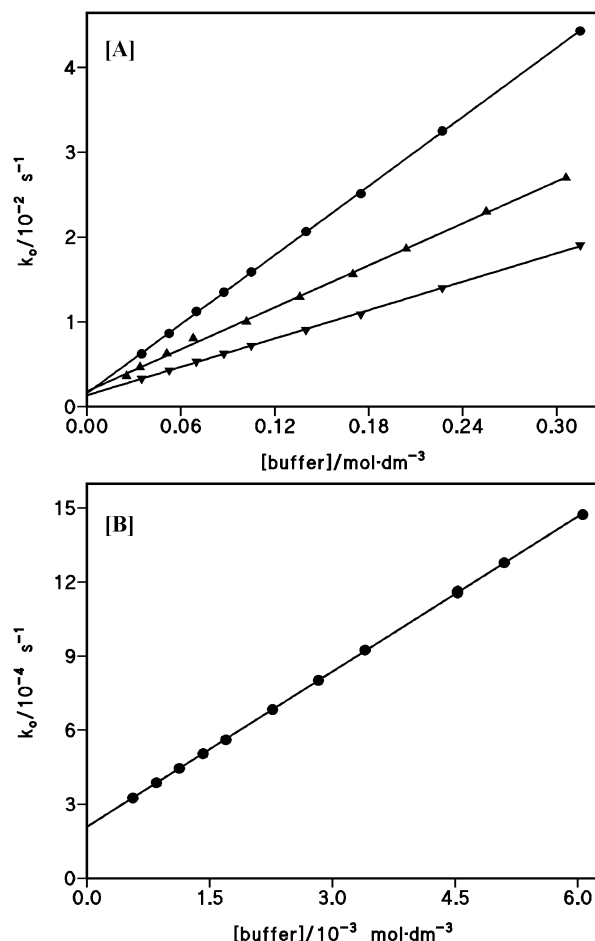 [A]
4
3
2
1
0
kₒ/10⁻² s⁻¹
0.00 0.06 0.12 0.18 0.24 0.30
[buffer]/mol·dm⁻³
[B]
15
12
9
6
3
0
kₒ/10⁻⁴ s⁻¹
0.0 1.5 3.0 4.5 6.0
[buffer]/10⁻³ mol·dm⁻³